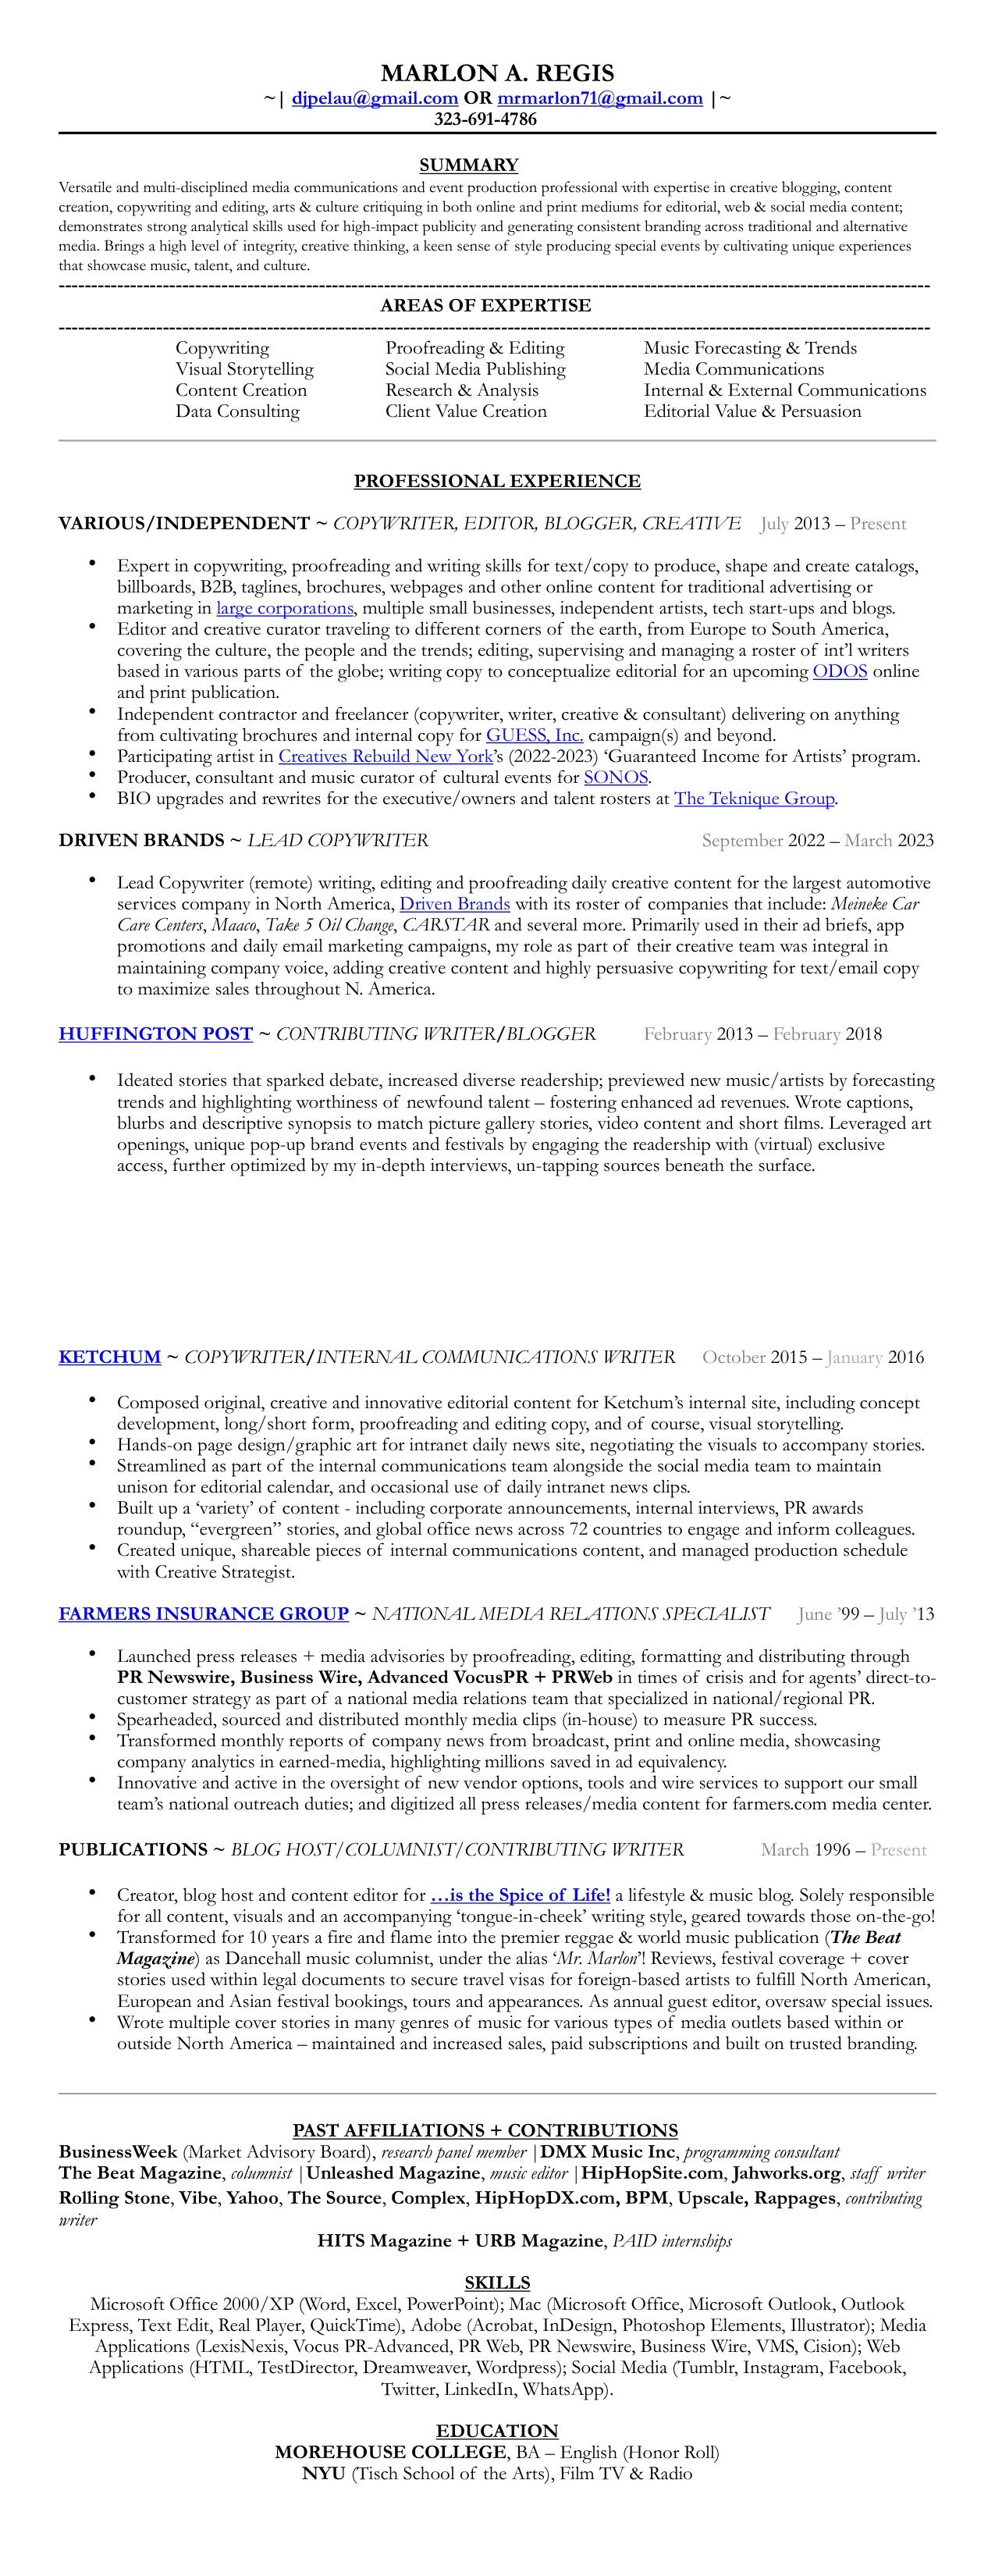 MARLON A. REGIS
~| djpelau@gmail.com OR mrmarlon71@gmail.com |~
323-691-4786
SUMMARY
Versatile and multi-disciplined media communications and event production professional with expertise in creative blogging, content
creation, copywriting and editing, arts & culture critiquing in both online and print mediums for editorial, web & social media content;
demonstrates strong analytical skills used for high-impact publicity and generating consistent branding across traditional and alternative
media. Brings a high level of integrity, creative thinking, a keen sense of style producing special events by cultivating unique experiences
that showcase music, talent, and culture.
---------------------------------------------------------------------------------------------------------------------------------------
AREAS OF EXPERTISE
---------------------------------------------------------------------------------------------------------------------------------------
Copywriting Proofreading & Editing Music Forecasting & Trends
Visual Storytelling Social Media Publishing Media Communications
Content Creation Research & Analysis Internal & External Communications
Data Consulting Client Value Creation Editorial Value & Persuasion
PROFESSIONAL EXPERIENCE
VARIOUS/INDEPENDENT ~ COPYWRITER, EDITOR, BLOGGER, CREATIVE July 2013 – Present
• Expert in copywriting, proofreading and writing skills for text/copy to produce, shape and create catalogs,
billboards, B2B, taglines, brochures, webpages and other online content for traditional advertising or
marketing in large corporations, multiple small businesses, independent artists, tech start-ups and blogs.
• Editor and creative curator traveling to different corners of the earth, from Europe to South America,
covering the culture, the people and the trends; editing, supervising and managing a roster of int'l writers
based in various parts of the globe; writing copy to conceptualize editorial for an upcoming ODOS online
and print publication.
• Independent contractor and freelancer (copywriter, writer, creative & consultant) delivering on anything
from cultivating brochures and internal copy for GUESS, Inc. campaign(s) and beyond.
• Participating artist in Creatives Rebuild New York's (2022-2023) 'Guaranteed Income for Artists' program.
• Producer, consultant and music curator of cultural events for SONOS.
• BIO upgrades and rewrites for the executive/owners and talent rosters at The Teknique Group.
DRIVEN BRANDS ~ LEAD COPYWRITER September 2022 – March 2023
• Lead Copywriter (remote) writing, editing and proofreading daily creative content for the largest automotive
services company in North America, Driven Brands with its roster of companies that include: Meineke Car
Care Centers, Maaco, Take 5 Oil Change, CARSTAR and several more. Primarily used in their ad briefs, app
promotions and daily email marketing campaigns, my role as part of their creative team was integral in
maintaining company voice, adding creative content and highly persuasive copywriting for text/email copy
to maximize sales throughout N. America.
HUFFINGTON POST ~ CONTRIBUTING WRITER/BLOGGER February 2013 – February 2018
• Ideated stories that sparked debate, increased diverse readership; previewed new music/artists by forecasting
trends and highlighting worthiness of newfound talent – fostering enhanced ad revenues. Wrote captions,
blurbs and descriptive synopsis to match picture gallery stories, video content and short films. Leveraged art
openings, unique pop-up brand events and festivals by engaging the readership with (virtual) exclusive
access, further optimized by my in-depth interviews, un-tapping sources beneath the surface.
KETCHUM ~ COPYWRITER/INTERNAL COMMUNICATIONS WRITER October 2015 – January 2016
• Composed original, creative and innovative editorial content for Ketchum's internal site, including concept
development, long/short form, proofreading and editing copy, and of course, visual storytelling.
• Hands-on page design/graphic art for intranet daily news site, negotiating the visuals to accompany stories.
• Streamlined as part of the internal communications team alongside the social media team to maintain
unison for editorial calendar, and occasional use of daily intranet news clips.
• Built up a 'variety' of content - including corporate announcements, internal interviews, PR awards
roundup, "evergreen" stories, and global office news across 72 countries to engage and inform colleagues.
• Created unique, shareable pieces of internal communications content, and managed production schedule
with Creative Strategist.
FARMERS INSURANCE GROUP ~ NATIONAL MEDIA RELATIONS SPECIALIST June '99 – July '13
• Launched press releases + media advisories by proofreading, editing, formatting and distributing through
PR Newswire, Business Wire, Advanced VocusPR + PRWeb in times of crisis and for agents' direct-to-
customer strategy as part of a national media relations team that specialized in national/regional PR.
• Spearheaded, sourced and distributed monthly media clips (in-house) to measure PR success.
• Transformed monthly reports of company news from broadcast, print and online media, showcasing
company analytics in earned-media, highlighting millions saved in ad equivalency.
• Innovative and active in the oversight of new vendor options, tools and wire services to support our small
team's national outreach duties; and digitized all press releases/media content for farmers.com media center.
PUBLICATIONS ~ BLOG HOST/COLUMNIST/CONTRIBUTING WRITER March 1996 – Present
• Creator, blog host and content editor for …is the Spice of Life! a lifestyle & music blog. Solely responsible
for all content, visuals and an accompanying 'tongue-in-cheek' writing style, geared towards those on-the-go!
• Transformed for 10 years a fire and flame into the premier reggae & world music publication (The Beat
Magazine) as Dancehall music columnist, under the alias 'Mr. Marlon'! Reviews, festival coverage + cover
stories used within legal documents to secure travel visas for foreign-based artists to fulfill North American,
European and Asian festival bookings, tours and appearances. As annual guest editor, oversaw special issues.
• Wrote multiple cover stories in many genres of music for various types of media outlets based within or
outside North America – maintained and increased sales, paid subscriptions and built on trusted branding.
PAST AFFILIATIONS + CONTRIBUTIONS
BusinessWeek (Market Advisory Board), research panel member |DMX Music Inc, programming consultant
The Beat Magazine, columnist |Unleashed Magazine, music editor |HipHopSite.com, Jahworks.org, staff writer
Rolling Stone, Vibe, Yahoo, The Source, Complex, HipHopDX.com, BPM, Upscale, Rappages, contributing
writer
HITS Magazine + URB Magazine, PAID internships
SKILLS
Microsoft Office 2000/XP (Word, Excel, PowerPoint); Mac (Microsoft Office, Microsoft Outlook, Outlook
Express, Text Edit, Real Player, QuickTime), Adobe (Acrobat, InDesign, Photoshop Elements, Illustrator); Media
Applications (LexisNexis, Vocus PR-Advanced, PR Web, PR Newswire, Business Wire, VMS, Cision); Web
Applications (HTML, TestDirector, Dreamweaver, Wordpress); Social Media (Tumblr, Instagram, Facebook,
Twitter, LinkedIn, WhatsApp).
EDUCATION
MOREHOUSE COLLEGE, BA – English (Honor Roll)
NYU (Tisch School of the Arts), Film TV & Radio